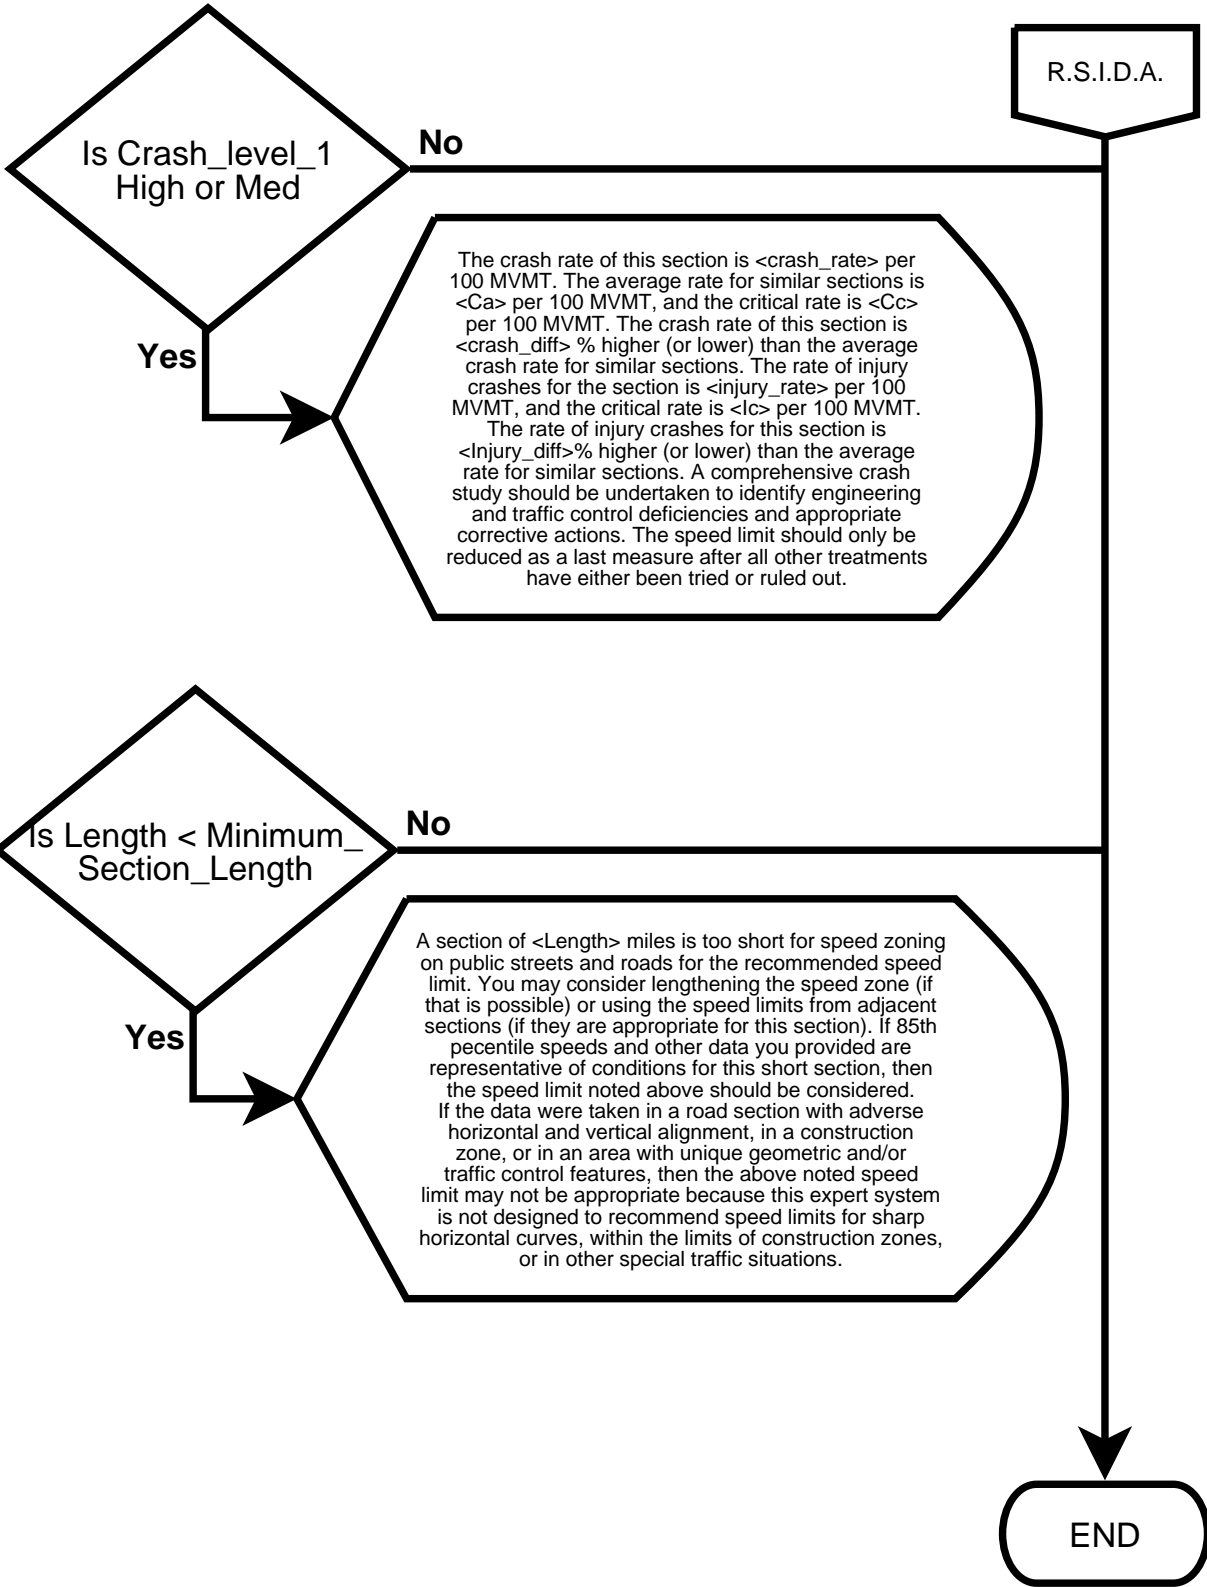 R.S.I.D.A.
Is Crash_level_1
High or Med
No
Yes
The crash rate of this section is <crash_rate> per
100 MVMT. The average rate for similar sections is
<Ca> per 100 MVMT, and the critical rate is <Cc>
per 100 MVMT. The crash rate of this section is
<crash_diff> % higher (or lower) than the average
crash rate for similar sections. The rate of injury
crashes for the section is <injury_rate> per 100
MVMT, and the critical rate is <Ic> per 100 MVMT.
The rate of injury crashes for this section is
<Injury_diff>% higher (or lower) than the average
rate for similar sections. A comprehensive crash
study should be undertaken to identify engineering
and traffic control deficiencies and appropriate
corrective actions. The speed limit should only be
reduced as a last measure after all other treatments
have either been tried or ruled out.
Is Length < Minimum_
Section_Length
No
Yes
A section of <Length> miles is too short for speed zoning
on public streets and roads for the recommended speed
limit. You may consider lengthening the speed zone (if
that is possible) or using the speed limits from adjacent
sections (if they are appropriate for this section). If 85th
pecentile speeds and other data you provided are
representative of conditions for this short section, then
the speed limit noted above should be considered.
If the data were taken in a road section with adverse
horizontal and vertical alignment, in a construction
zone, or in an area with unique geometric and/or
traffic control features, then the above noted speed
limit may not be appropriate because this expert system
is not designed to recommend speed limits for sharp
horizontal curves, within the limits of construction zones,
or in other special traffic situations.
END